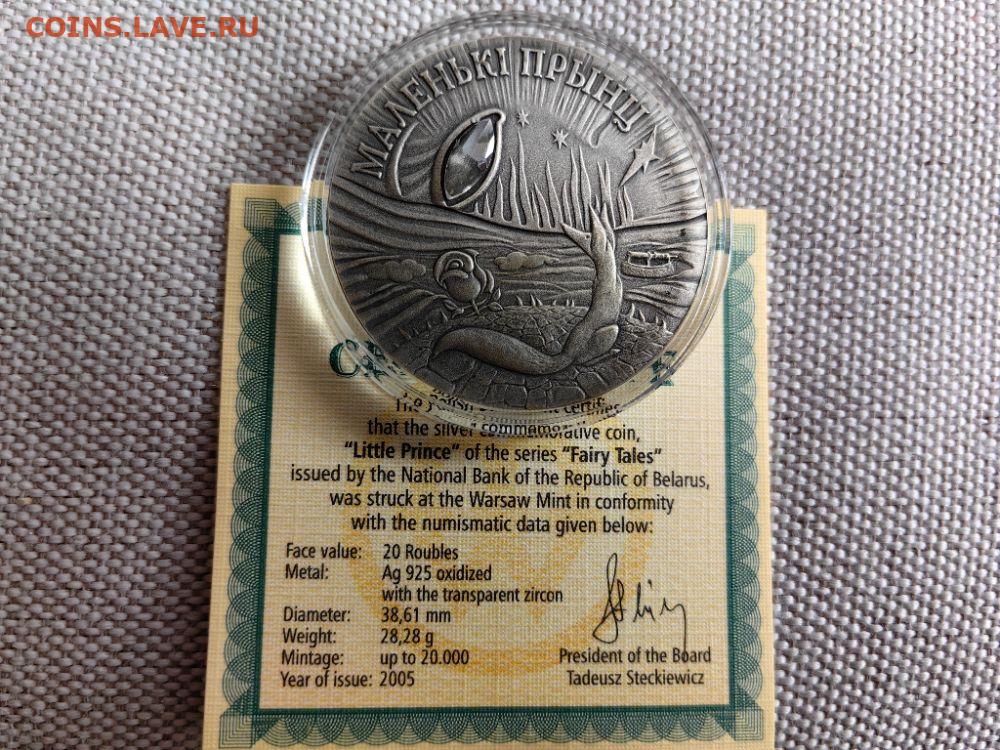 COINS.LAVE.RU
МАЛЕНЬКІ ПРЫНЦ
that the silver commemorative coin,
"Little Prince" of the series "Fairy Tales"
issued by the National Bank of the Republic of Belarus,
was struck at the Warsaw Mint in conformity
with the numismatic data given below:
Face value: 20 Roubles
Metal: Ag 925 oxidized
with the transparent zircon
Diameter: 38,61 mm
Weight: 28,28 g
Mintage: up to 20.000
Year of issue: 2005
President of the Board
Tadeusz Steckiewicz